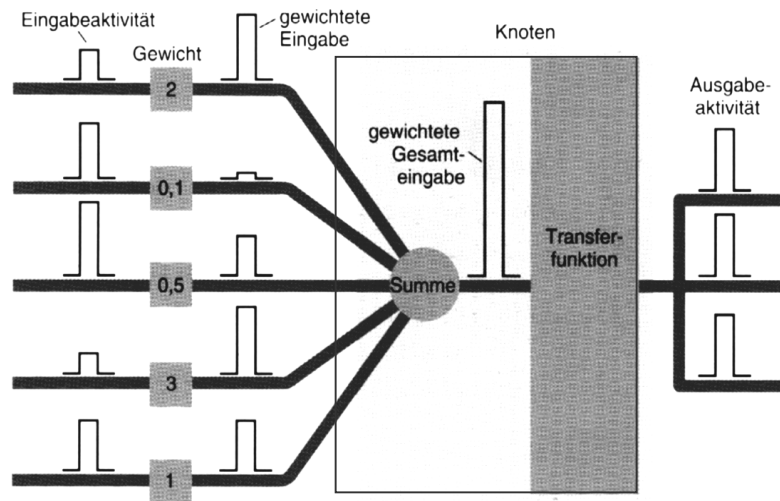 Eingabeaktivität
gewichtete
Eingabe
Gewicht
Knoten
Ausgabe-
aktivität
2
0,1
0,5
3
1
gewichtete
Gesamt-
eingabe
Summe
Transfer-
funktion